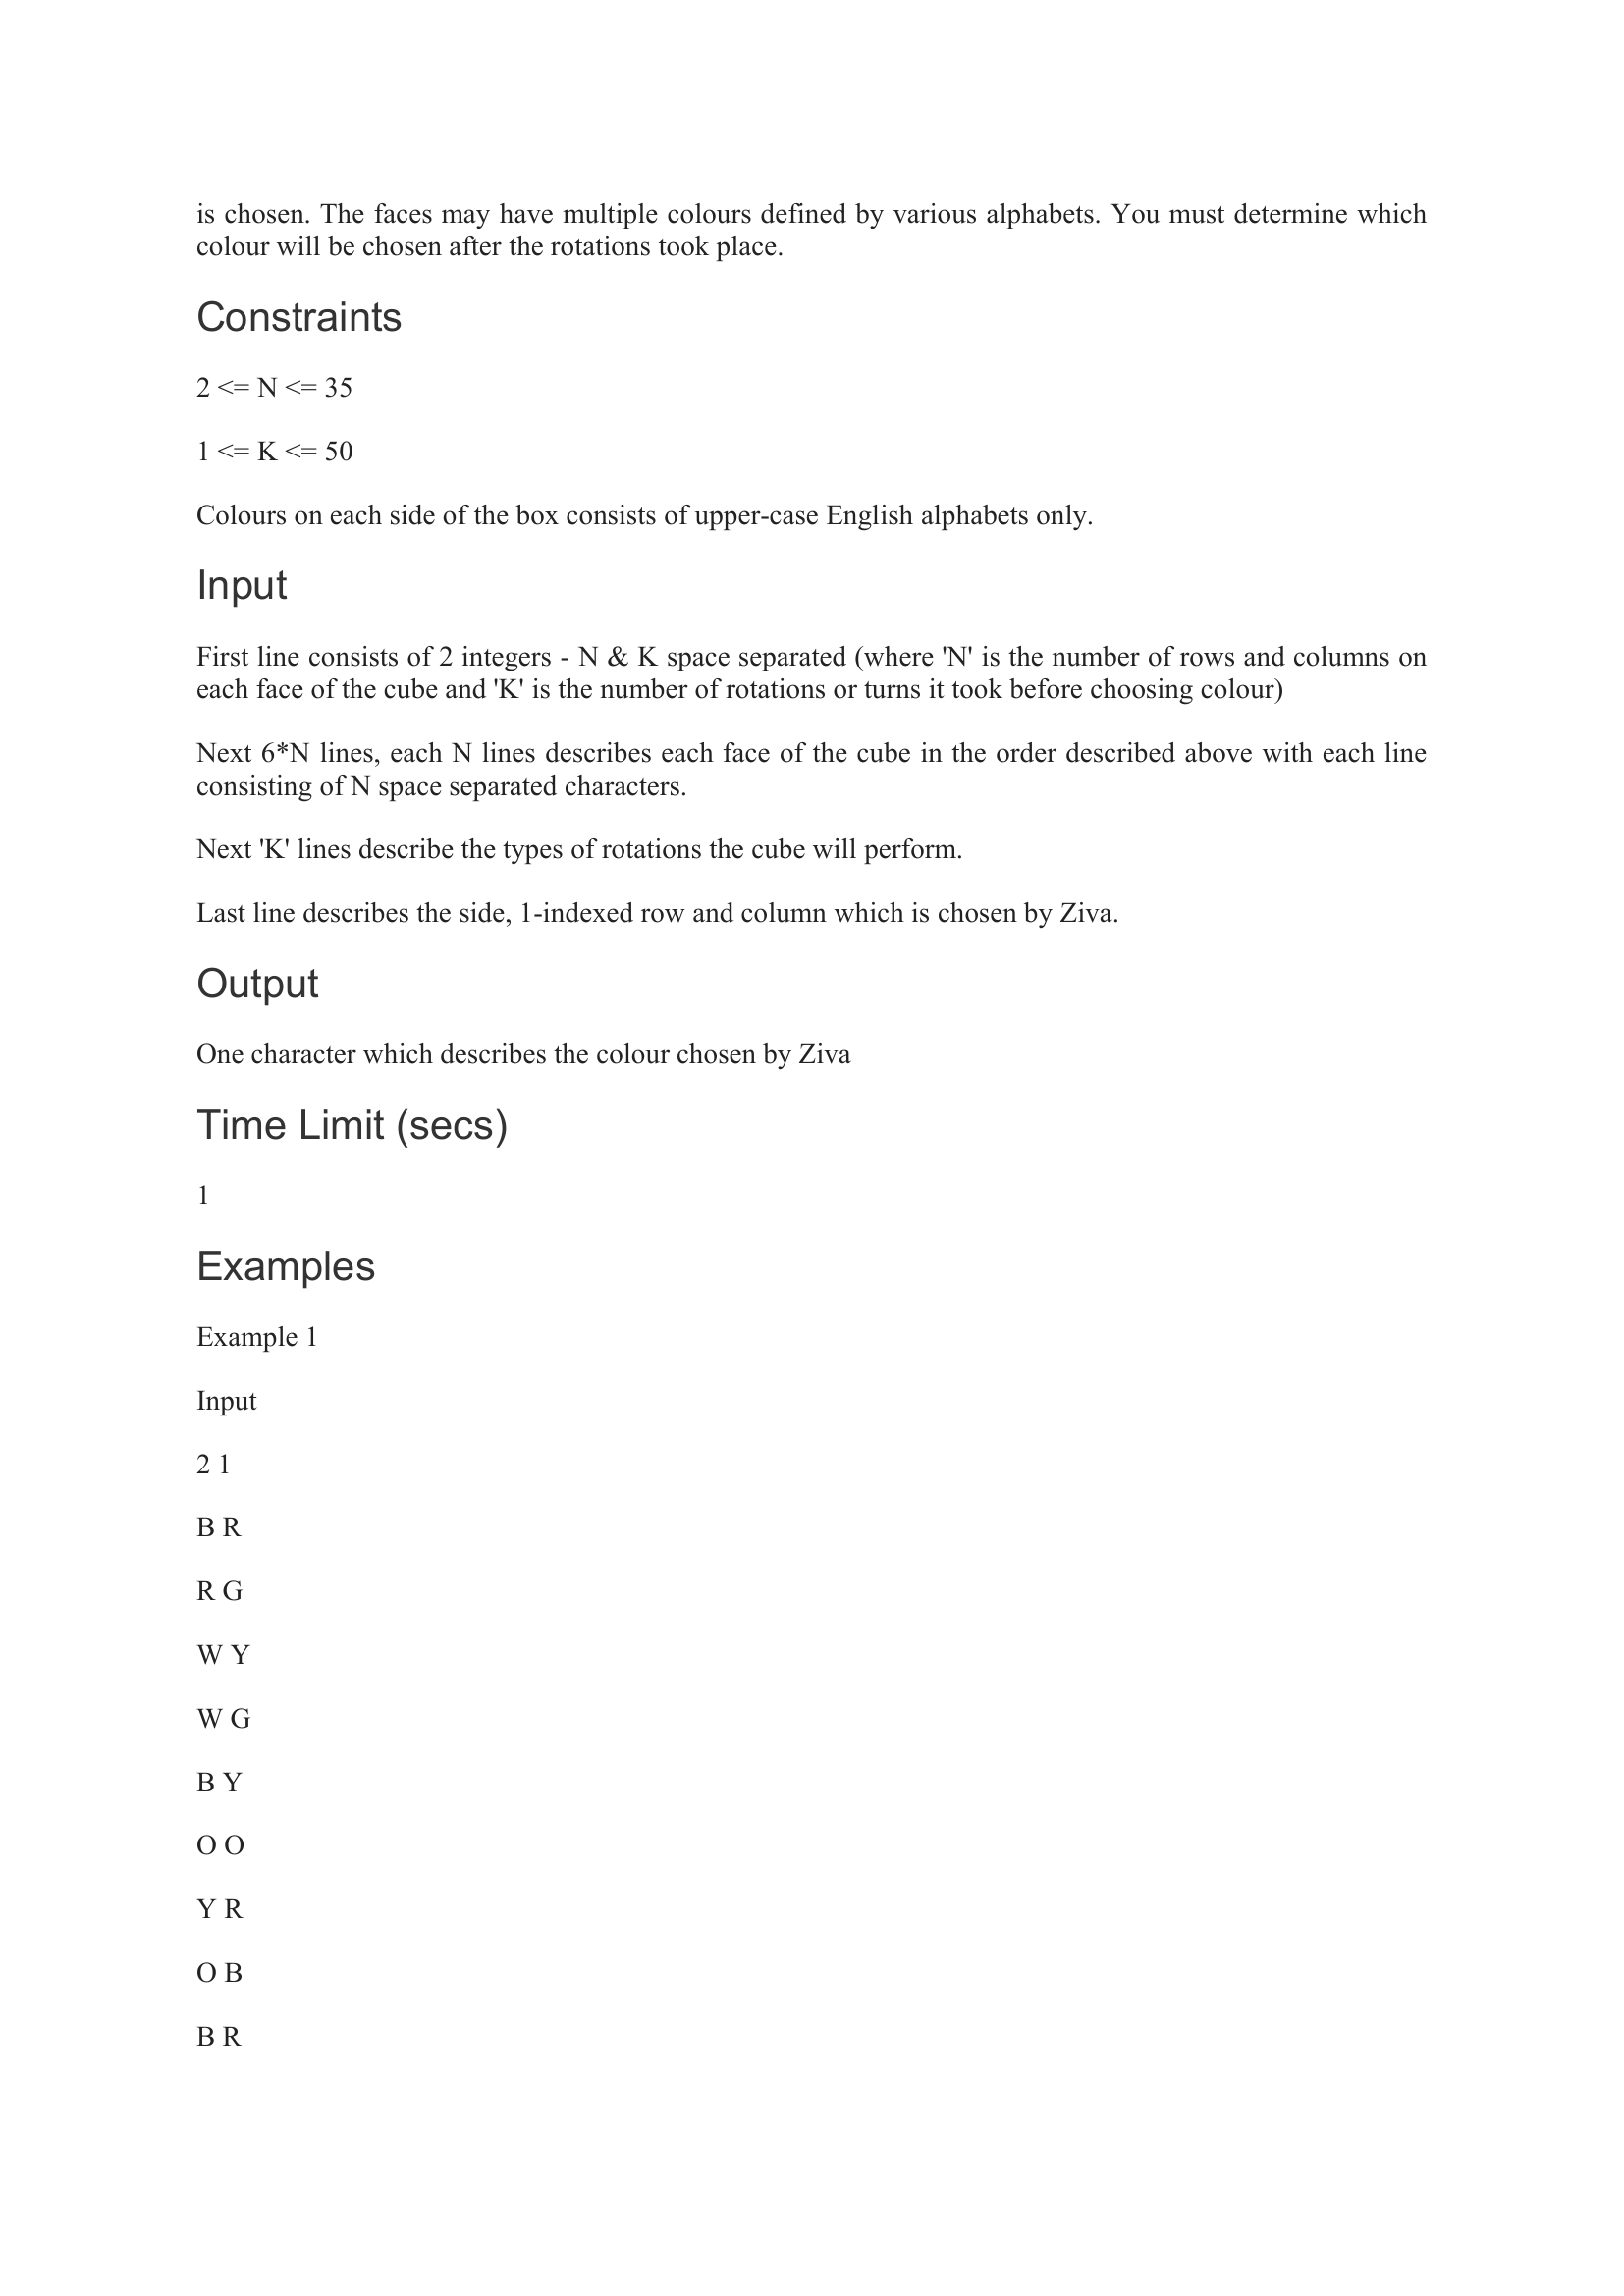 is chosen. The faces may have multiple colours defined by various alphabets. You must determine which
colour will be chosen after the rotations took place.
Constraints
2 <= N <= 35
1 <= K <= 50
Colours on each side of the box consists of upper-case English alphabets only.
Input
First line consists of 2 integers - N & K space separated (where 'N' is the number of rows and columns on
each face of the cube and 'K' is the number of rotations or turns it took before choosing colour)
Next 6*N lines, each N lines describes each face of the cube in the order described above with each line
consisting of N space separated characters.
Next 'K' lines describe the types of rotations the cube will perform.
Last line describes the side, 1-indexed row and column which is chosen by Ziva.
Output
One character which describes the colour chosen by Ziva
Time Limit (secs)
1
Examples
Example 1
Input
2 1
B R
R G
W Y
W G
B Y
O O
Y R
O B
B R